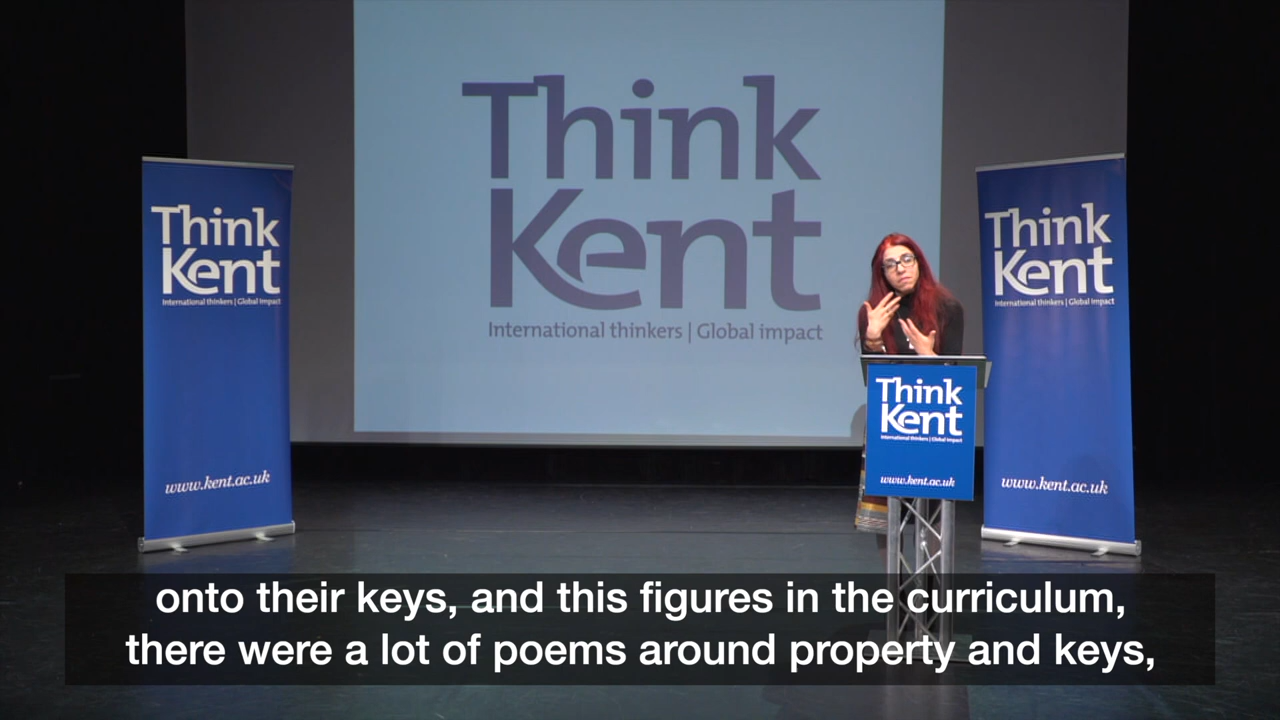 Think
Kent
International thinkers | Global impact
Think
Kent
International thinkers | Global impact
www.kent.ac.uk
Think
Kent
International thinkers | Global impact
www.kent.ac.uk
Think
Kent
International thinkers | Global impact
www.kent.ac.uk
onto their keys, and this figures in the curriculum,
there were a lot of poems around property and keys,